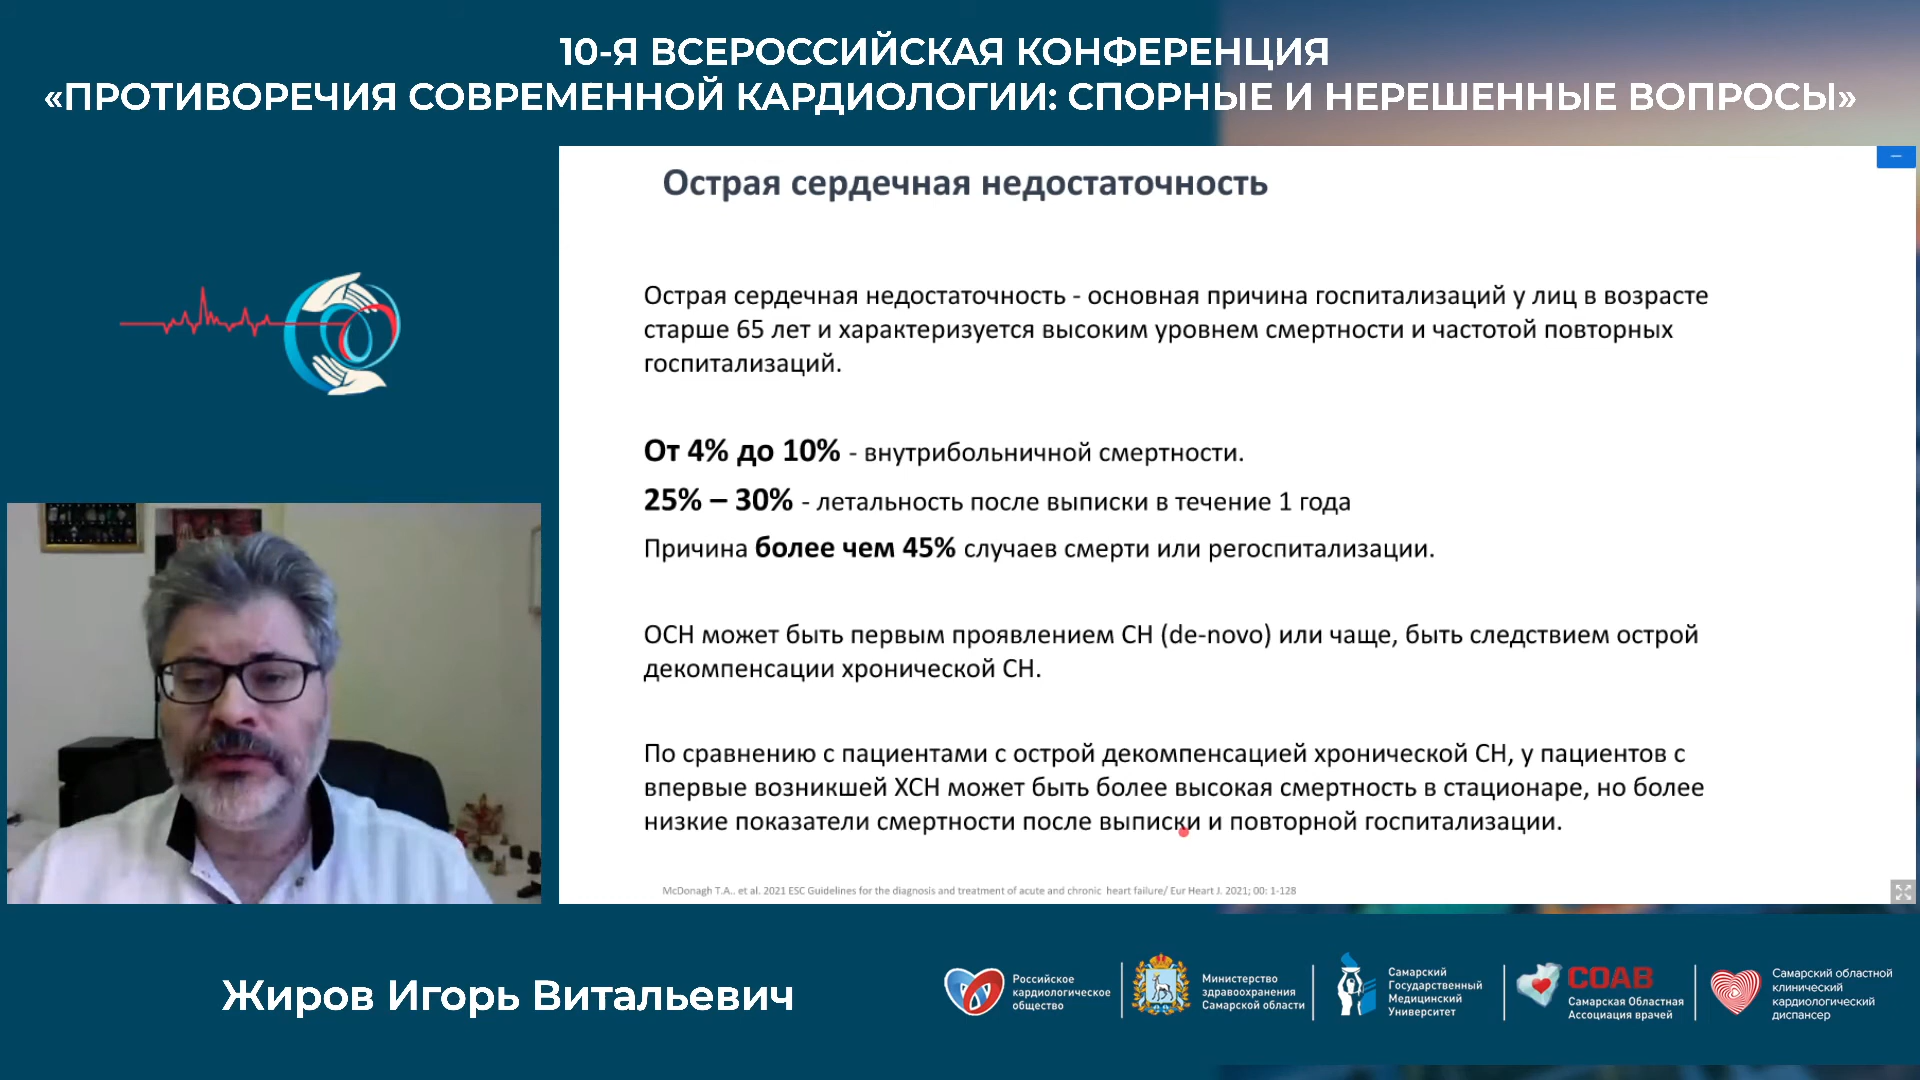 10-Я ВСЕРОССИЙСКАЯ КОНФЕРЕНЦИЯ
«ПРОТИВОРЕЧИЯ СОВРЕМЕННОЙ КАРДИОЛОГИИ: СПОРНЫЕ И НЕРЕШЕННЫЕ ВОПРОСЫ»
Острая сердечная недостаточность
Острая сердечная недостаточность - основная причина госпитализаций у лиц в возрасте
старше 65 лет и характеризуется высоким уровнем смертности и частотой повторных
госпитализаций.
От 4% до 10% - внутрибольничной смертности.
25% – 30% - летальность после выписки в течение 1 года
Причина более чем 45% случаев смерти или регоспитализации.
ОСН может быть первым проявлением СН (de-novo) или чаще, быть следствием острой
декомпенсации хронической СН.
По сравнению с пациентами с острой декомпенсацией хронической СН, у пациентов с
впервые возникшей ХСН может быть более высокая смертность в стационаре, но более
низкие показатели смертности после выписки и повторной госпитализации.
McDonagh T.A.. et al. 2021 ESC Guidelines for the diagnosis and treatment of acute and chronic heart failure/ Eur Heart J. 2021; 00: 1-128
Жиров Игорь Витальевич
Российское
кардиологическое
общество
Министерство
здравоохранения
Самарской области
Самарский
Государственный
Медицинский
Университет
СОАВ
Самарская Областная
Ассоциация врачей
Самарский областной
клинический
кардиологический
диспансер